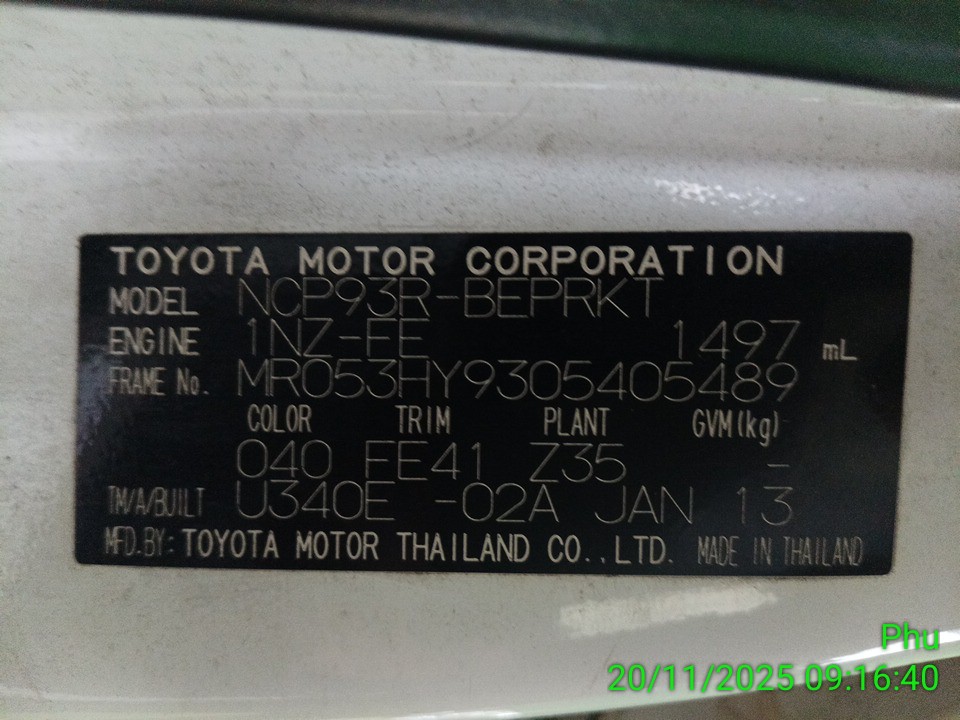 TOYOTA MOTOR CORPORATION
MODEL NCP93R-BEPRKT
ENGINE 1NZ-FE 1497 mL
FRAME No. MR053HY9305405489
COLOR TRIM PLANT GVM(kg)
040 FE41 Z35 -
TM/A/BUILT U340E -02A JAN 13
MFD.BY: TOYOTA MOTOR THAILAND CO.,LTD. MADE IN THAILAND
Phu
20/11/2025 09:16:40